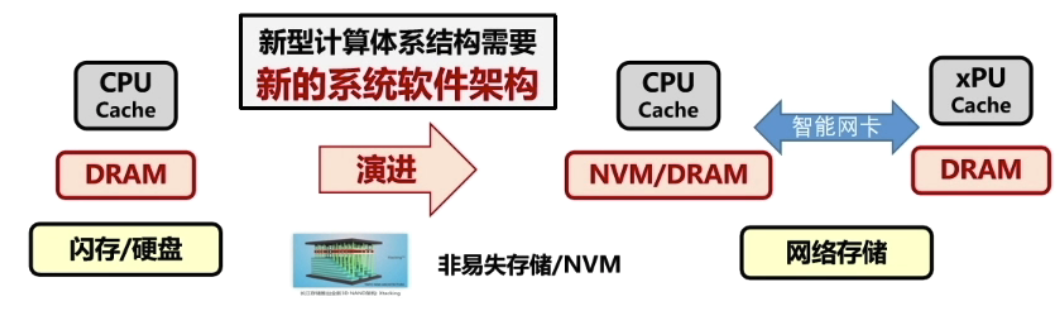 新型计算体系结构需要
新的系统软件架构
CPU
Cache
DRAM
闪存/硬盘
演进
非易失存储/NVM
CPU
Cache
NVM/DRAM
智能网卡
xPU
Cache
DRAM
网络存储